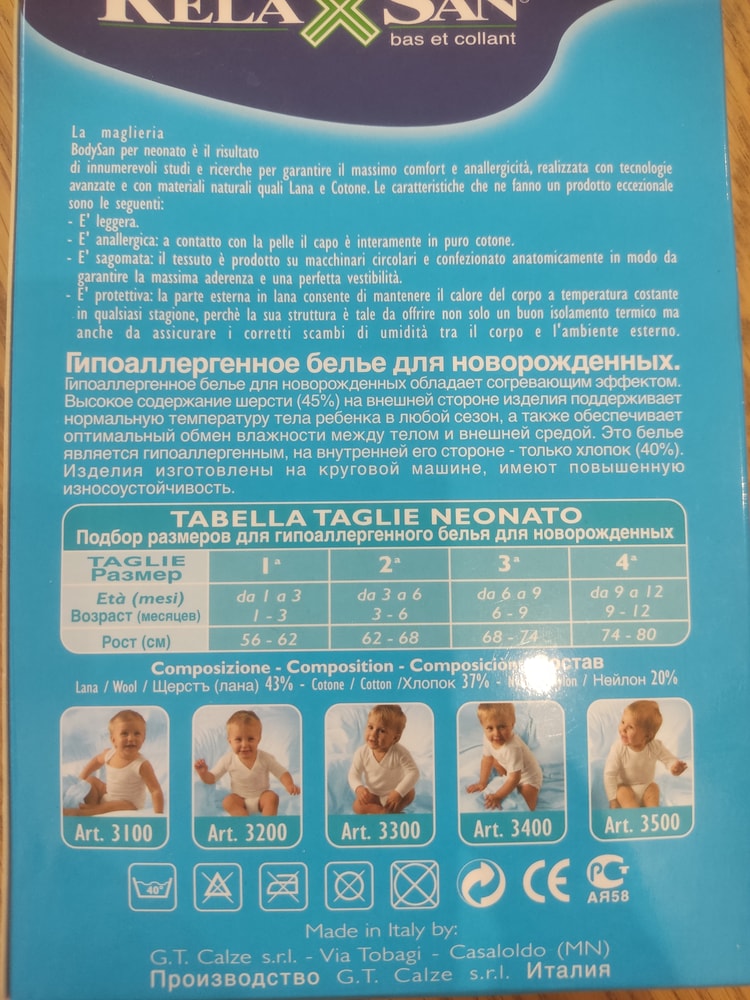 RELAXSAN®
bas et collant
La maglieria
BodySan per neonato è il risultato
di innumerevoli studi e ricerche per garantire il massimo comfort e anallergicità, realizzata con tecnologie
avanzate e con materiali naturali quali Lana e Cotone. Le caratteristiche che ne fanno un prodotto eccezionale
sono le seguenti:
- E' leggera.
- E' anallergica: a contatto con la pelle il capo è interamente in puro cotone.
- E' sagomata: il tessuto è prodotto su macchinari circolari e confezionato anatomicamente in modo da
garantire la massima aderenza e una perfetta vestibilità.
- E' protettiva: la parte esterna in lana consente di mantenere il calore del corpo a temperatura costante
in qualsiasi stagione, perchè la sua struttura è tale da offrire non solo un buon isolamento termico ma
anche da assicurare i corretti scambi di umidità tra il corpo e l'ambiente esterno.
Гипоаллергенное белье для новорожденных.
Гипоаллергенное белье для новорожденных обладает согревающим эффектом.
Высокое содержание шерсти (45%) на внешней стороне изделия поддерживает
нормальную температуру тела ребенка в любой сезон, а также обеспечивает
оптимальный обмен влажности между телом и внешней средой. Это белье
является гипоаллергенным, на внутренней его стороне - только хлопок (40%).
Изделия изготовлены на круговой машине, имеют повышенную
износоустойчивость.
TABELLA TAGLIE NEONATO
Подбор размеров для гипоаллергенного белья для новорожденных
TAGLIE 1ª 2ª 3ª 4ª
Размер
Età (mesi) da 1 a 3 da 3 a 6 da 6 a 9 da 9 a 12
Возраст (месяцев) 1 - 3 3 - 6 6 - 9 9 - 12
Рост (см) 56 - 62 62 - 68 68 - 74 74 - 80
Composizione - Composition - Composición - Состав
Lana / Wool / Щерстъ (лана) 43% - Cotone / Cotton /Хлопок 37% - / Нейлон 20%
Art. 3100 Art. 3200 Art. 3300 Art. 3400 Art. 3500
40° CE РСТ
АЯ58
Made in Italy by:
G.T. Calze s.r.l. - Via Tobagi - Casaloldo (MN)
Производство G.T. Calze s.r.l. Италия